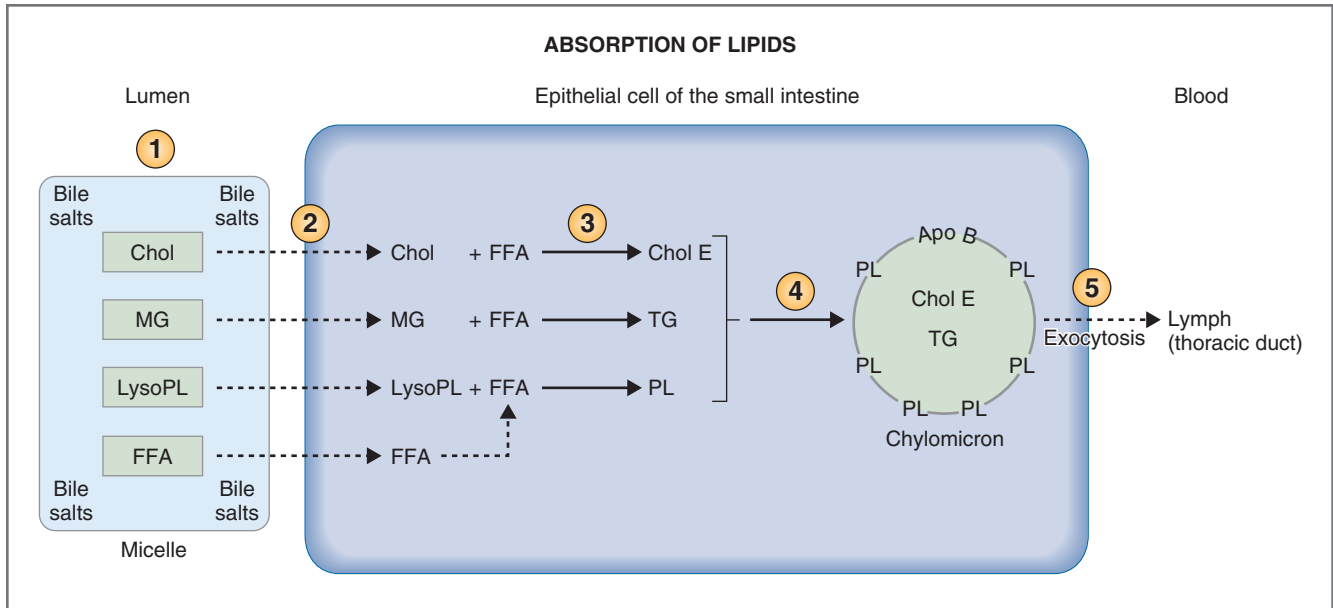 ABSORPTION OF LIPIDS
Lumen
Epithelial cell of the small intestine
Blood
1
Bile
salts
Bile
salts
2
3
Chol
Chol + FFA
Chol E
MG
MG + FFA
TG
LysoPL
LysoPL + FFA
PL
FFA
FFA
Bile
salts
Bile
salts
Micelle
4
Apo B
PL
PL
Chol E
TG
PL
PL
PL
PL
Chylomicron
5
Exocytosis
Lymph
(thoracic duct)